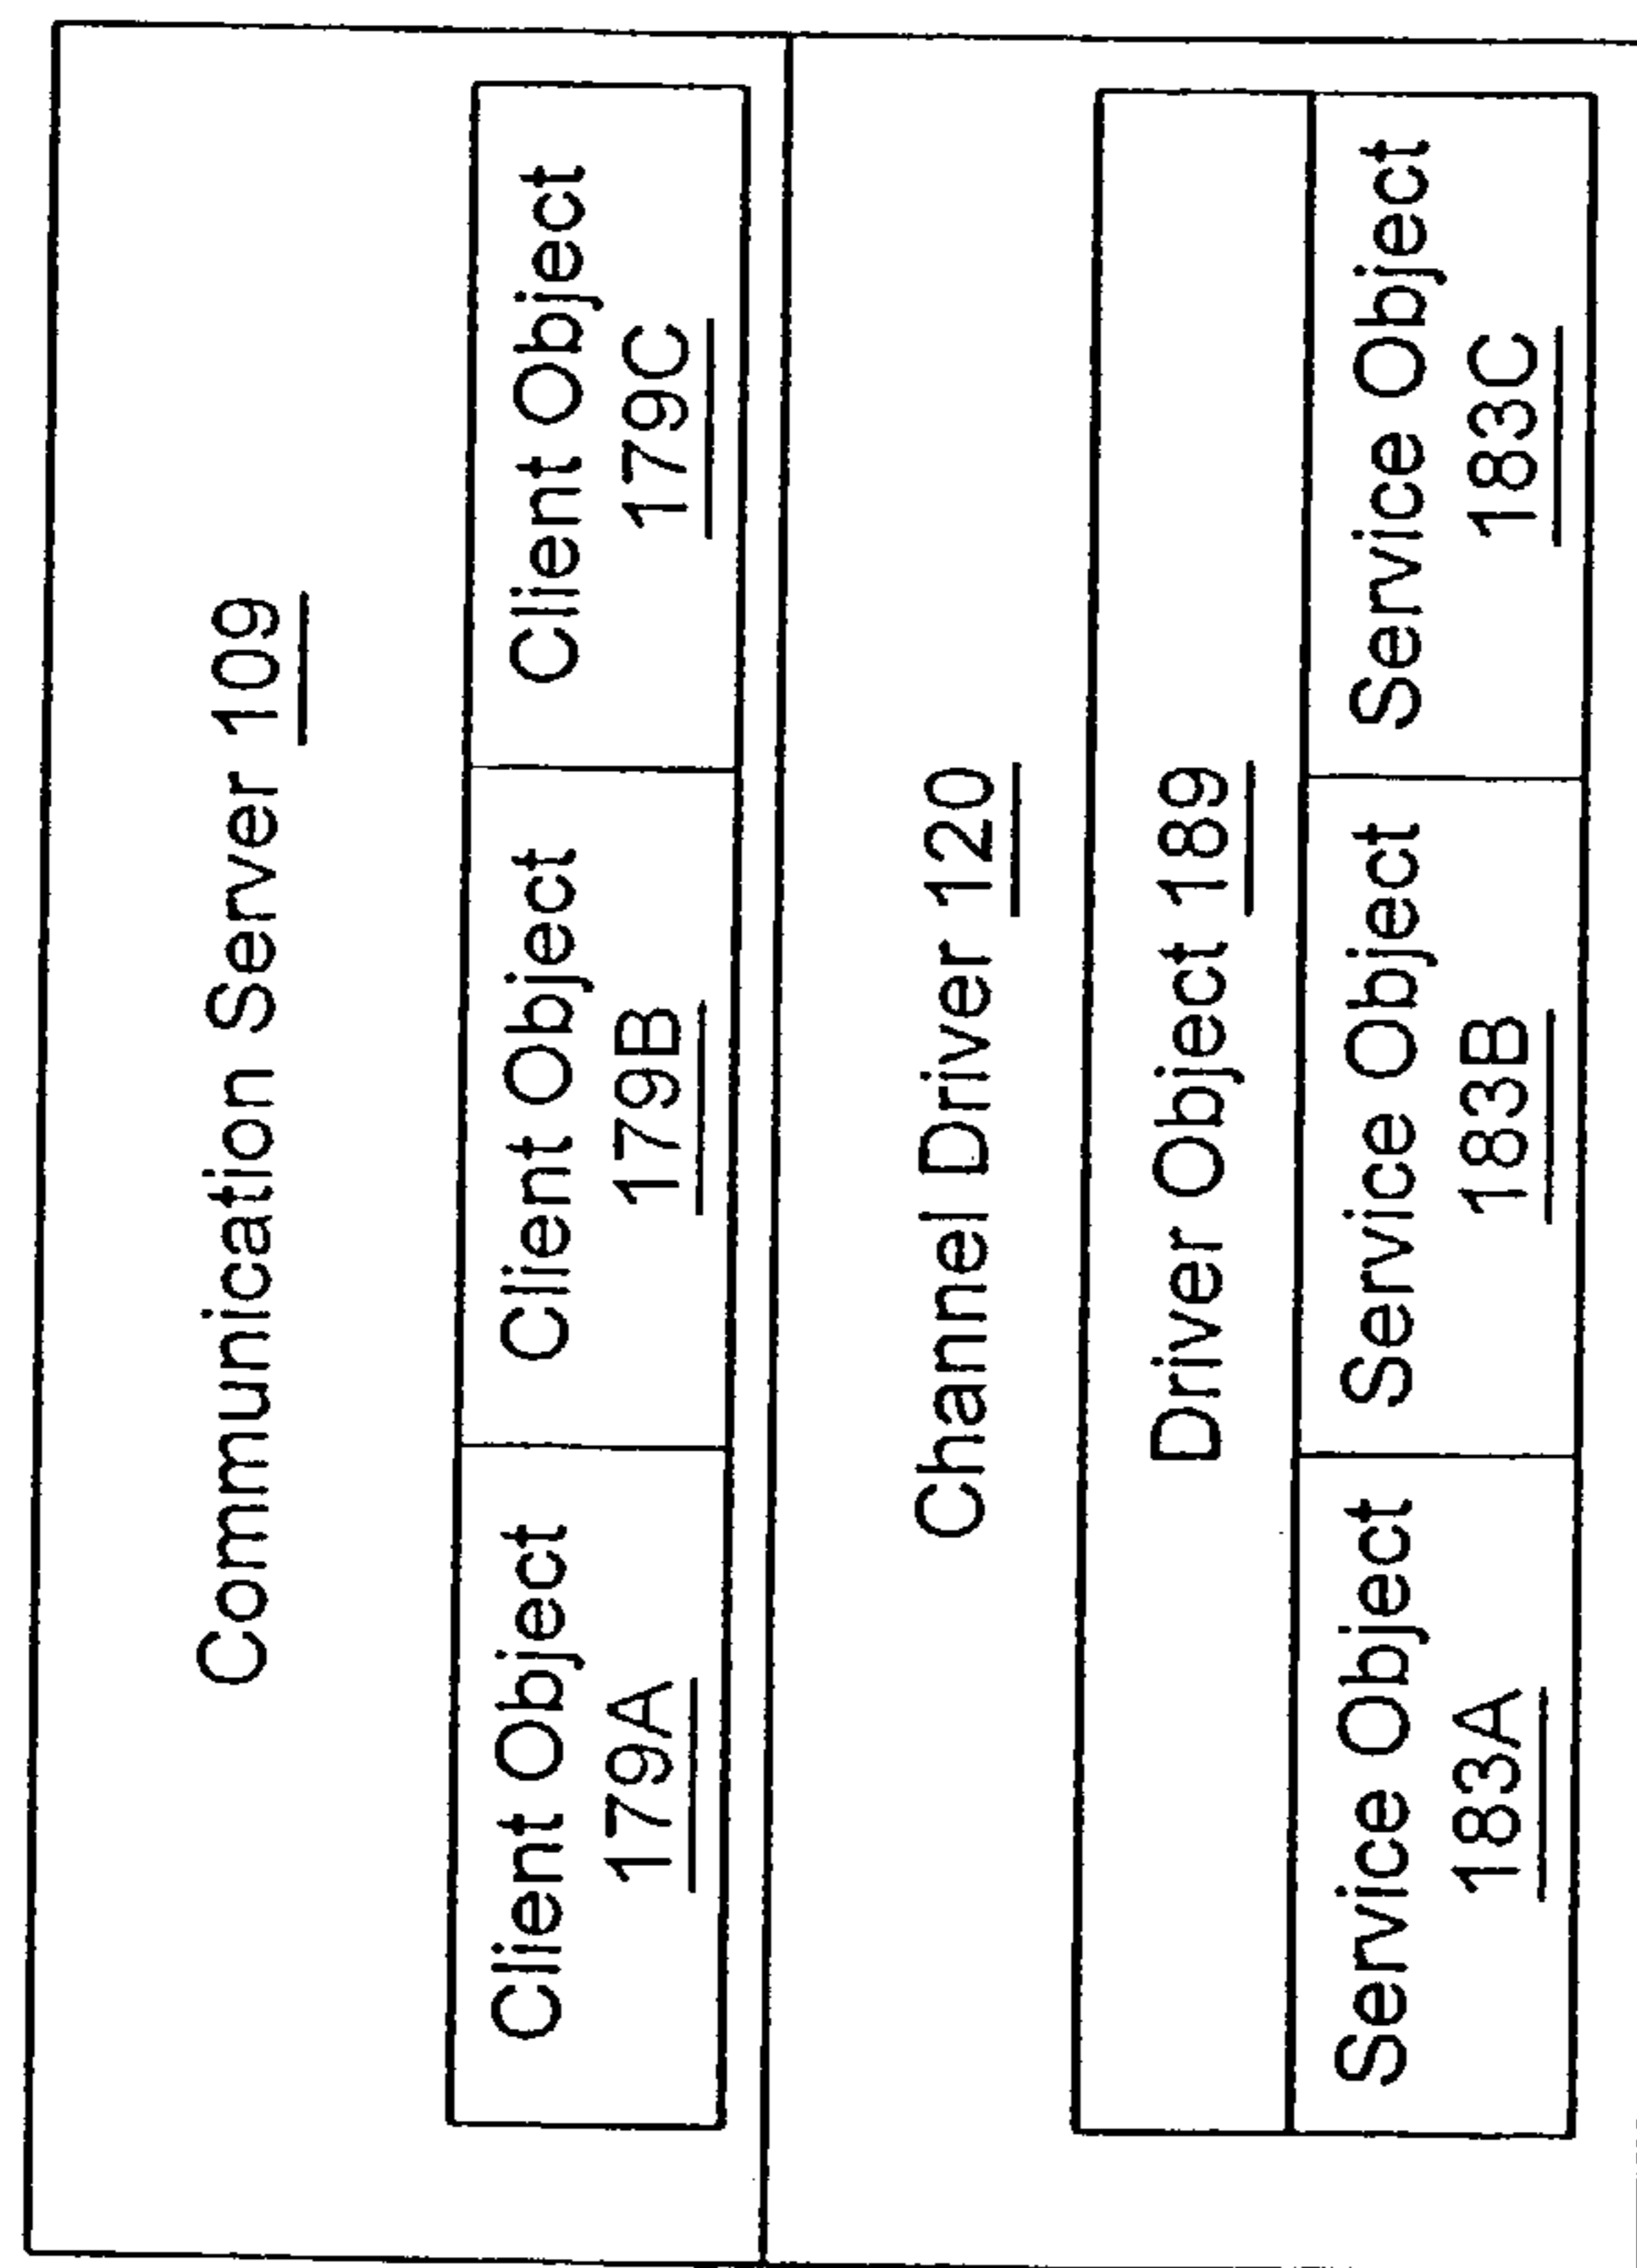 Communication Server 109
Client Object
179A
Client Object
179B
Client Object
179C
Channel Driver 120
Driver Object 189
Service Object
183A
Service Object
183B
Service Object
183C